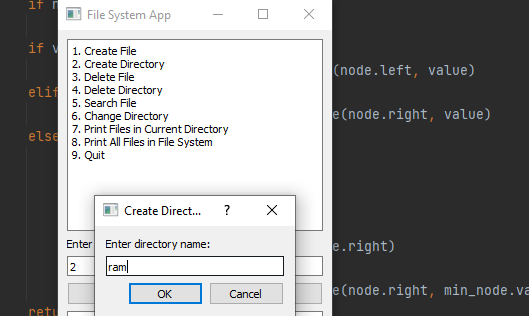 if
File System App
1. Create File
2. Create Directory
3. Delete File
4. Delete Directory
5. Search File
6. Change Directory
7. Print Files in Current Directory
8. Print All Files in File System
9. Quit
if v
(node.left, value)
elif
e(node.right, value)
else
Create Direct... ?
Enter
Enter directory name:
e.right)
2
ram
OK
Cancel
e(node.right, min_node.va
retu